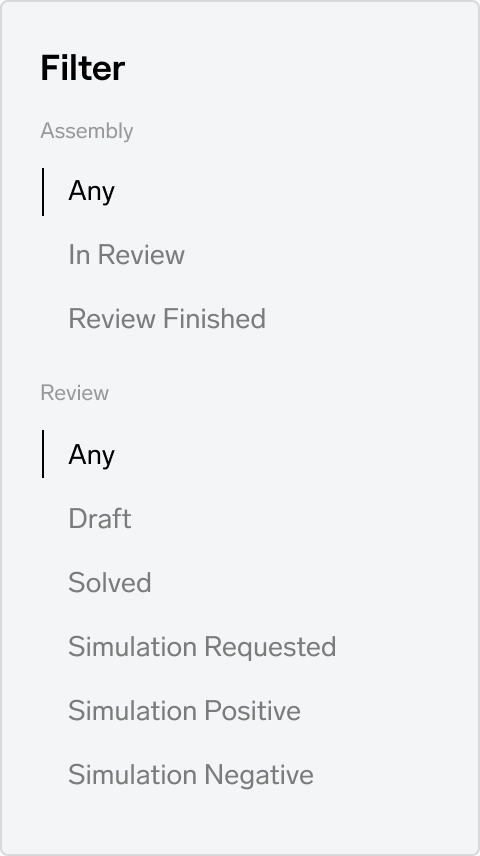 Filter
Assembly
Any
In Review
Review Finished
Review
Any
Draft
Solved
Simulation Requested
Simulation Positive
Simulation Negative